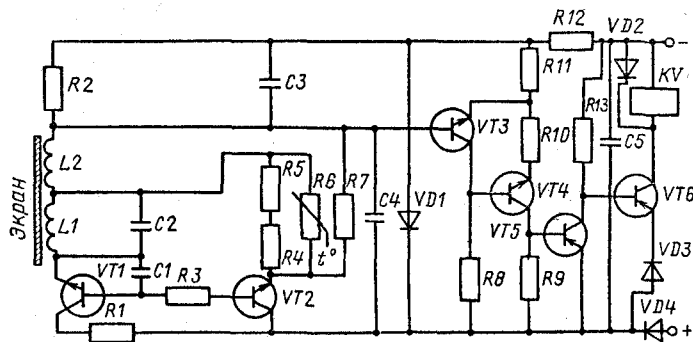 R12
VD2
−
R2
C3
R11
R13
KV
VT3
R10
L2
Экран
L1
C2
R5
R6
R7
C4
VD1
VT4
C5
VT6
VT5
R4
t°
VT1
C1
R3
VT2
R8
R9
VD3
R1
VD4
+